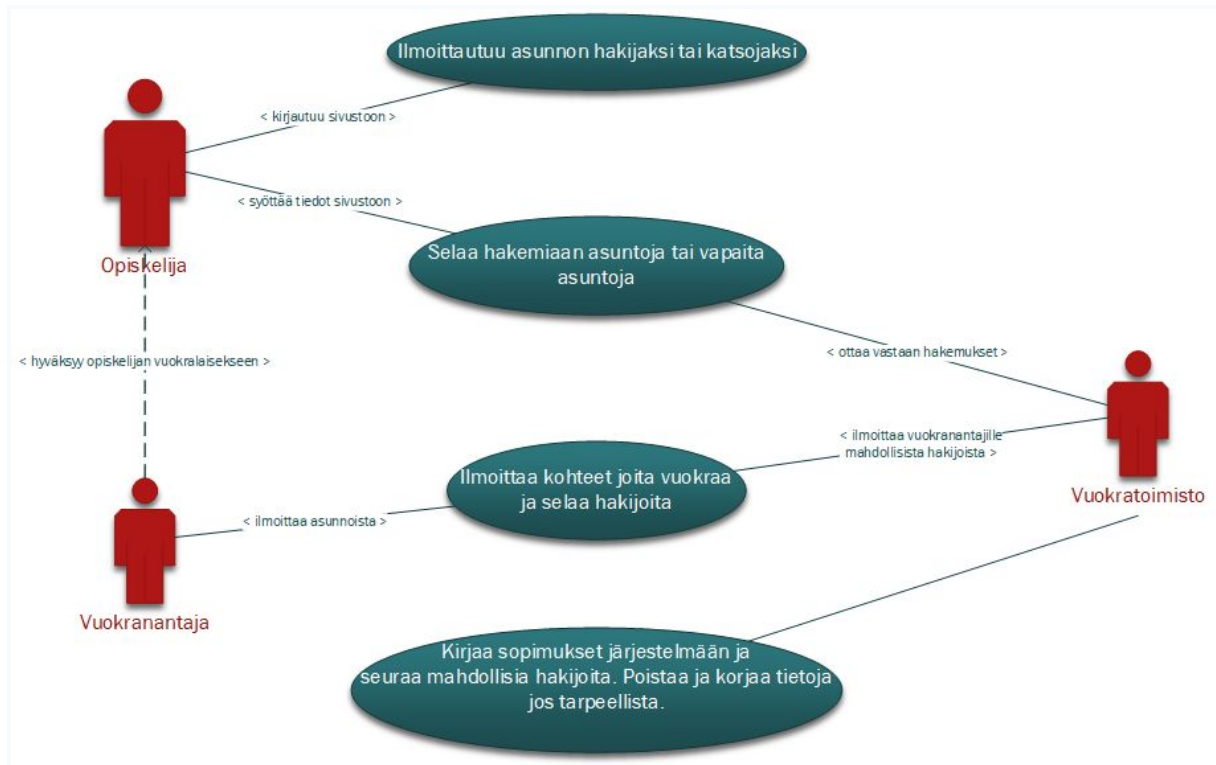 Ilmoittautuu asunnon hakijaksi tai katsojaksi
< kirjautuu sivustoon >
< syöttää tiedot sivustoon >
Opiskelija
Selaa hakemiaan asuntoja tai vapaita
asuntoja
< hyväksyy opiskelijan vuokralaisekseen >
< ottaa vastaan hakemukset >
< ilmoittaa vuokranantajille
mahdollisista hakijoista >
Vuokratoimisto
Ilmoittaa kohteet joita vuokraa
ja selaa hakijoita
< ilmoittaa asunnoista >
Vuokranantaja
Kirjaa sopimukset järjestelmään ja
seuraa mahdollisia hakijoita. Poistaa ja korjaa tietoja
jos tarpeellista.